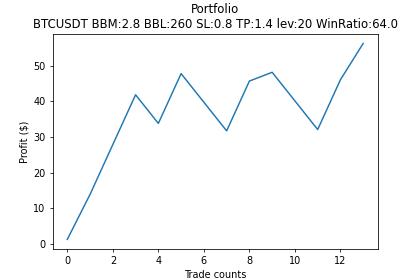 Portfolio
BTCUSDT BBM:2.8 BBL:260 SL:0.8 TP:1.4 lev:20 WinRatio:64.0
Profit ($)
50
40
30
20
10
0
0 2 4 6 8 10 12
Trade counts